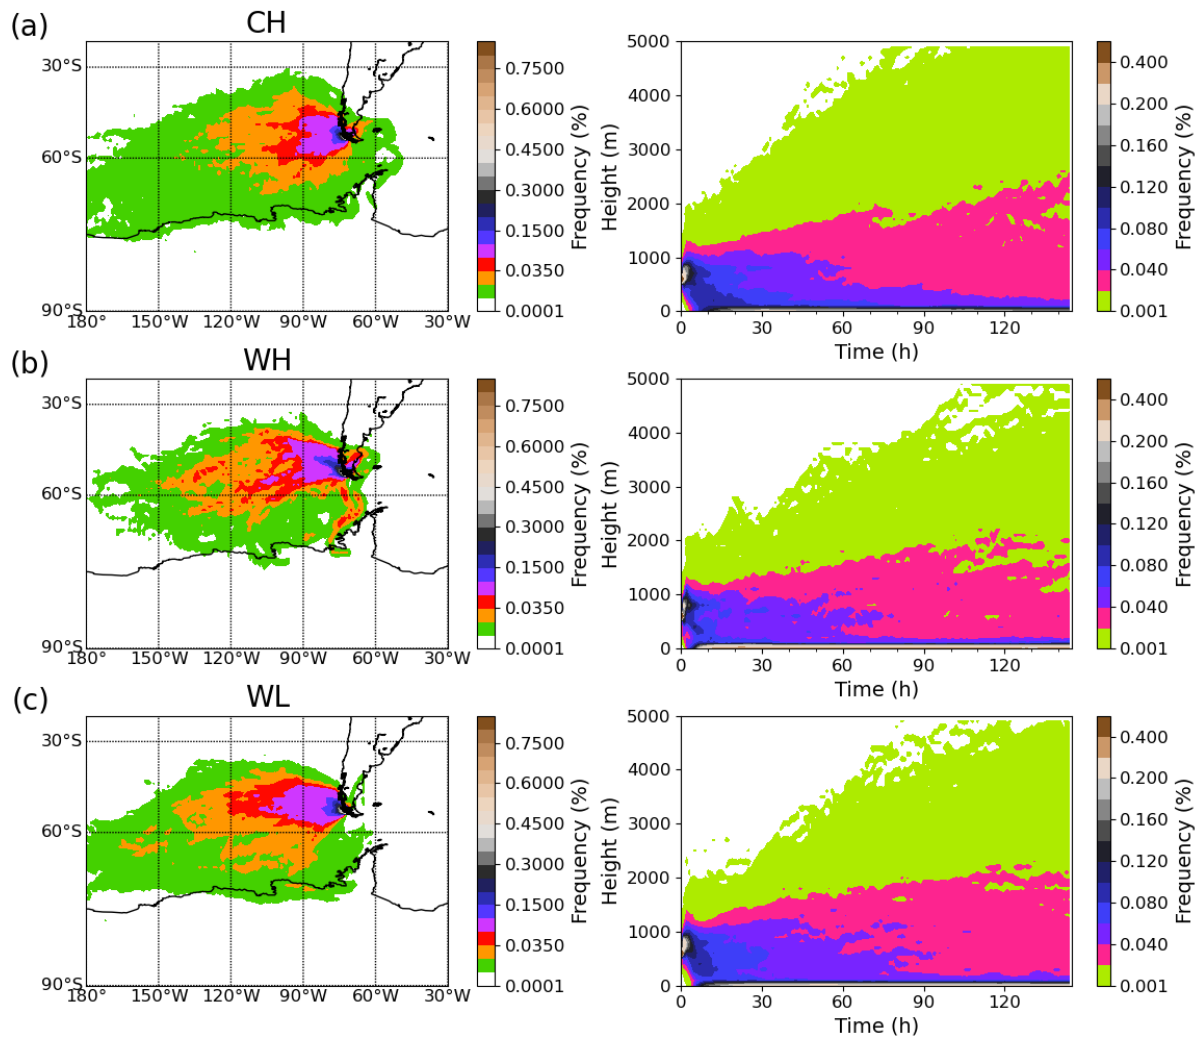 (a)
CH
30°S
60°S
90°S
180°
150°W
120°W
90°W
60°W
30°W
0.7500
0.6000
0.4500
0.3000
0.1500
0.0350
0.0001
Frequency (%)
5000
4000
3000
2000
1000
0
Height (m)
0
30
60
90
120
Time (h)
0.400
0.200
0.160
0.120
0.080
0.040
0.001
Frequency (%)
(b)
WH
30°S
60°S
90°S
180°
150°W
120°W
90°W
60°W
30°W
0.7500
0.6000
0.4500
0.3000
0.1500
0.0350
0.0001
Frequency (%)
5000
4000
3000
2000
1000
0
Height (m)
0
30
60
90
120
Time (h)
0.400
0.200
0.160
0.120
0.080
0.040
0.001
Frequency (%)
(c)
WL
30°S
60°S
90°S
180°
150°W
120°W
90°W
60°W
30°W
0.7500
0.6000
0.4500
0.3000
0.1500
0.0350
0.0001
Frequency (%)
5000
4000
3000
2000
1000
0
Height (m)
0
30
60
90
120
Time (h)
0.400
0.200
0.160
0.120
0.080
0.040
0.001
Frequency (%)